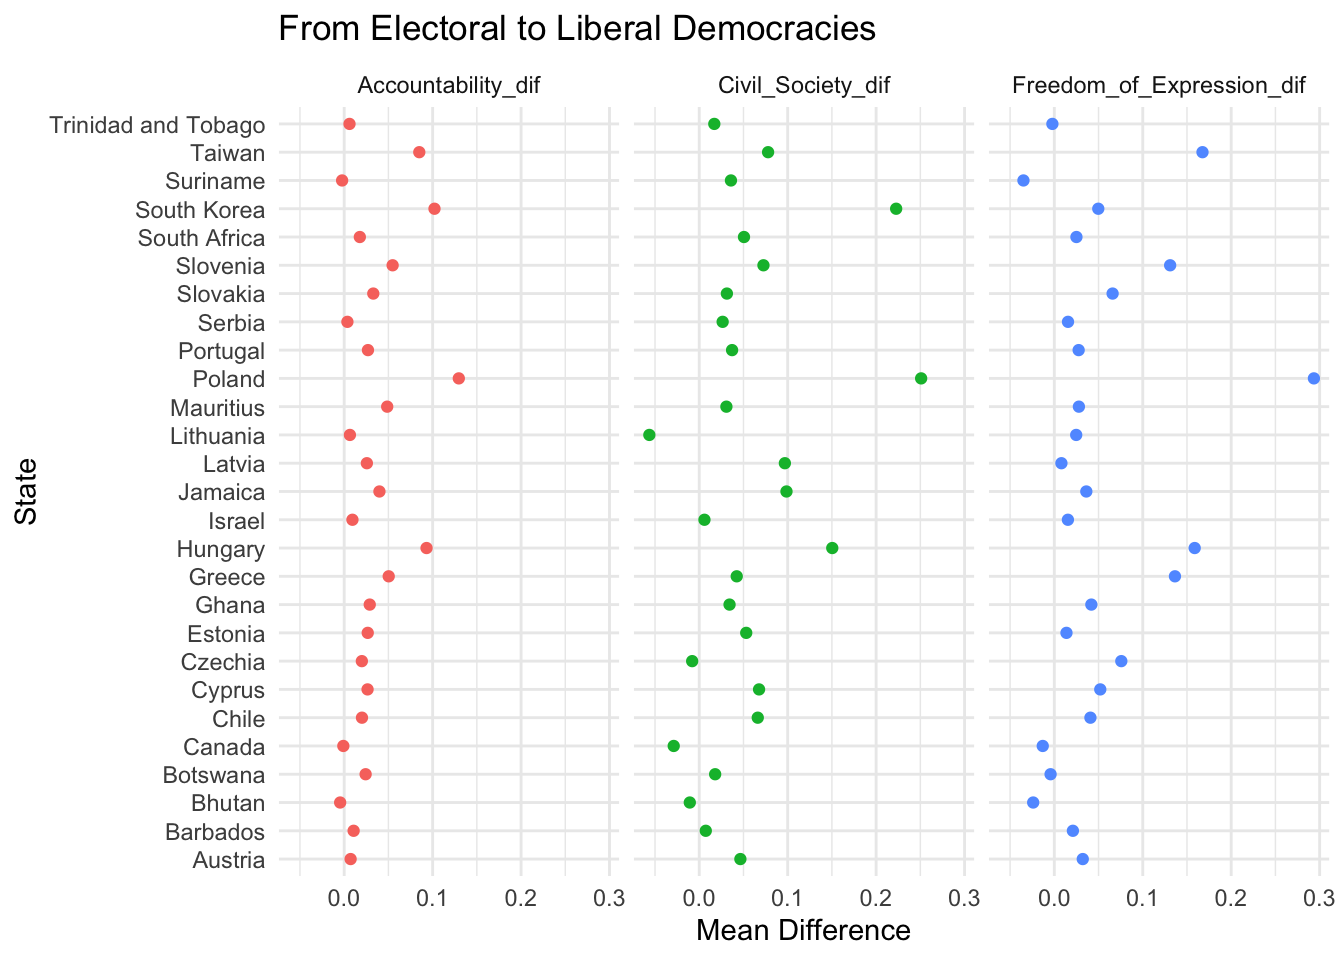 From Electoral to Liberal Democracies
Accountability_dif Civil_Society_dif Freedom_of_Expression_dif
Trinidad and Tobago
Taiwan
Suriname
South Korea
South Africa
Slovenia
Slovakia
Serbia
Portugal
Poland
Mauritius
Lithuania
Latvia
Jamaica
Israel
Hungary
Greece
Ghana
Estonia
Czechia
Cyprus
Chile
Canada
Botswana
Bhutan
Barbados
Austria
State
0.0 0.1 0.2 0.3 0.0 0.1 0.2 0.3 0.0 0.1 0.2 0.3
Mean Difference